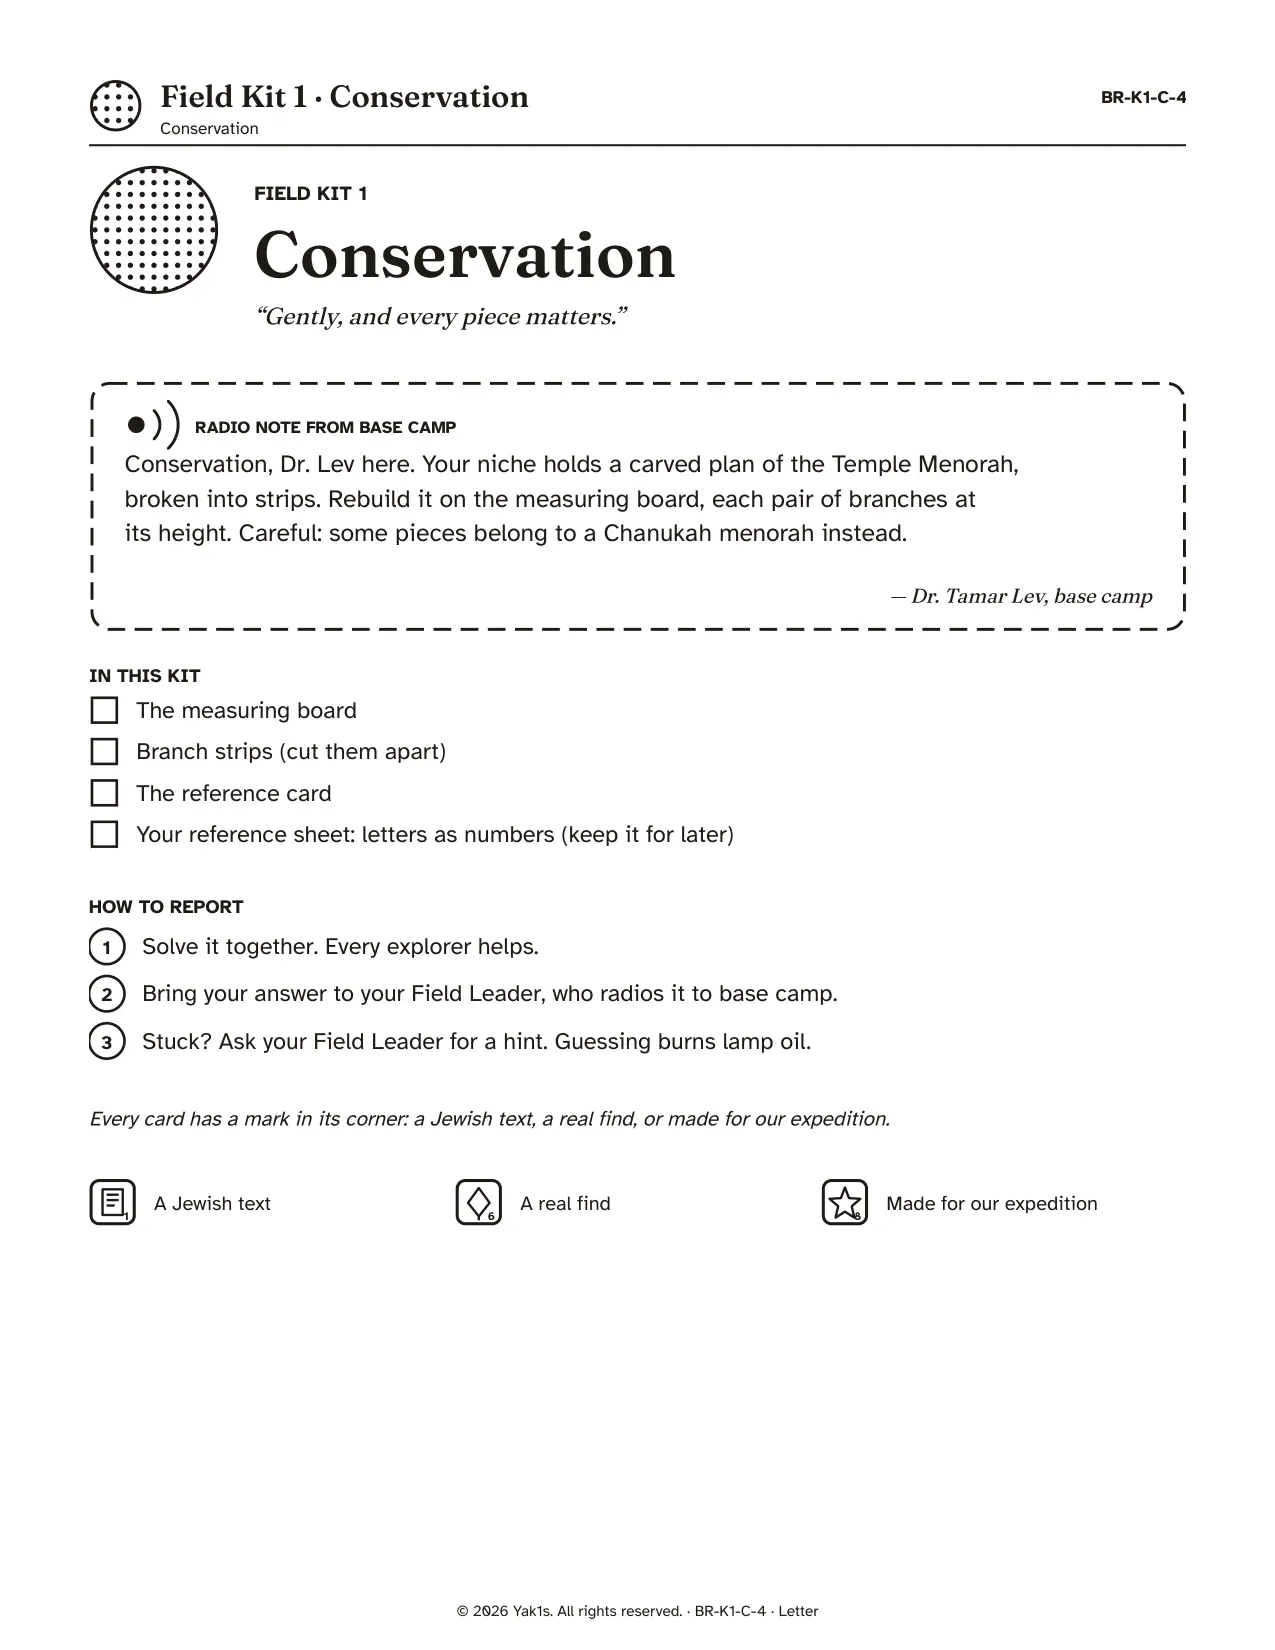 Field Kit 1 · Conservation
BR-K1-C-4
Conservation
FIELD KIT 1
Conservation
“Gently, and every piece matters.”
RADIO NOTE FROM BASE CAMP
Conservation, Dr. Lev here. Your niche holds a carved plan of the Temple Menorah,
broken into strips. Rebuild it on the measuring board, each pair of branches at
its height. Careful: some pieces belong to a Chanukah menorah instead.
— Dr. Tamar Lev, base camp
IN THIS KIT
The measuring board
Branch strips (cut them apart)
The reference card
Your reference sheet: letters as numbers (keep it for later)
HOW TO REPORT
1 Solve it together. Every explorer helps.
2 Bring your answer to your Field Leader, who radios it to base camp.
3 Stuck? Ask your Field Leader for a hint. Guessing burns lamp oil.
Every card has a mark in its corner: a Jewish text, a real find, or made for our expedition.
1 A Jewish text
6 A real find
8 Made for our expedition
© 2026 Yak1s. All rights reserved. · BR-K1-C-4 · Letter